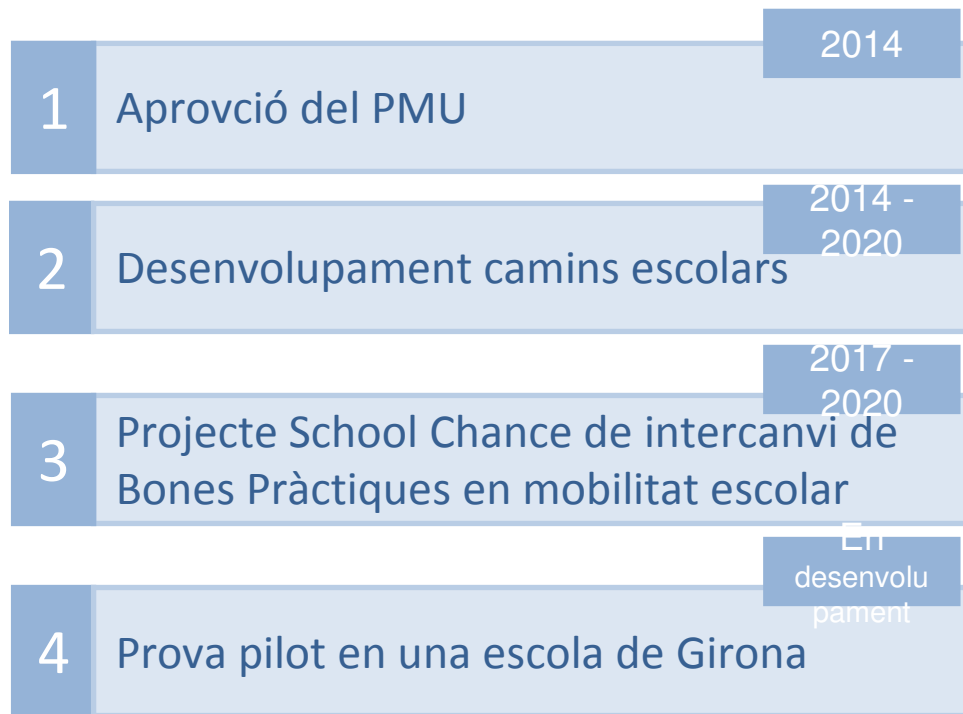 2014
1 Aprovció del PMU
2014 -
2020
2 Desenvolupament camins escolars
2017 -
2020
3 Projecte School Chance de intercanvi de
Bones Pràctiques en mobilitat escolar
En
desenvolu
pament
4 Prova pilot en una escola de Girona